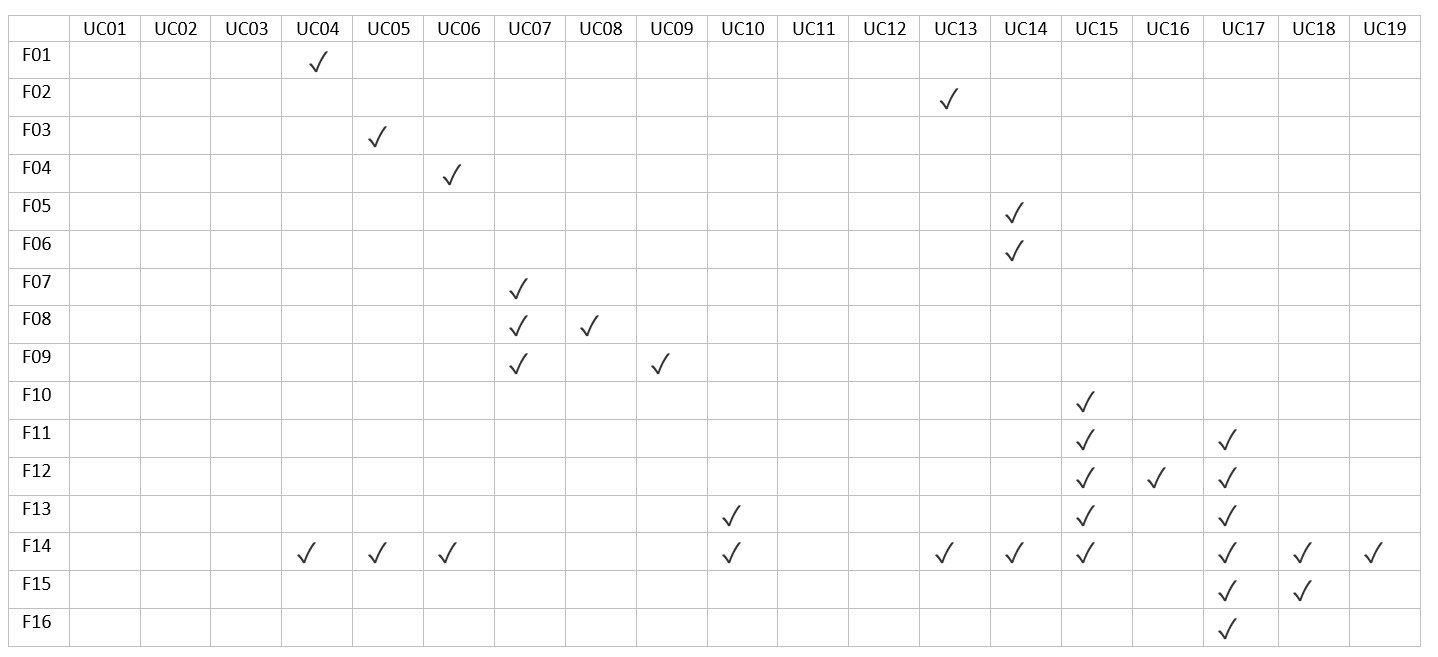 UC01 UC02 UC03 UC04 UC05 UC06 UC07 UC08 UC09 UC10 UC11 UC12 UC13 UC14 UC15 UC16 UC17 UC18 UC19
F01 ✓
F02 ✓
F03 ✓
F04 ✓
F05 ✓
F06 ✓
F07 ✓
F08 ✓ ✓
F09 ✓ ✓
F10 ✓
F11 ✓ ✓
F12 ✓ ✓ ✓
F13 ✓ ✓ ✓
F14 ✓ ✓ ✓ ✓ ✓ ✓ ✓ ✓ ✓ ✓
F15 ✓ ✓
F16 ✓